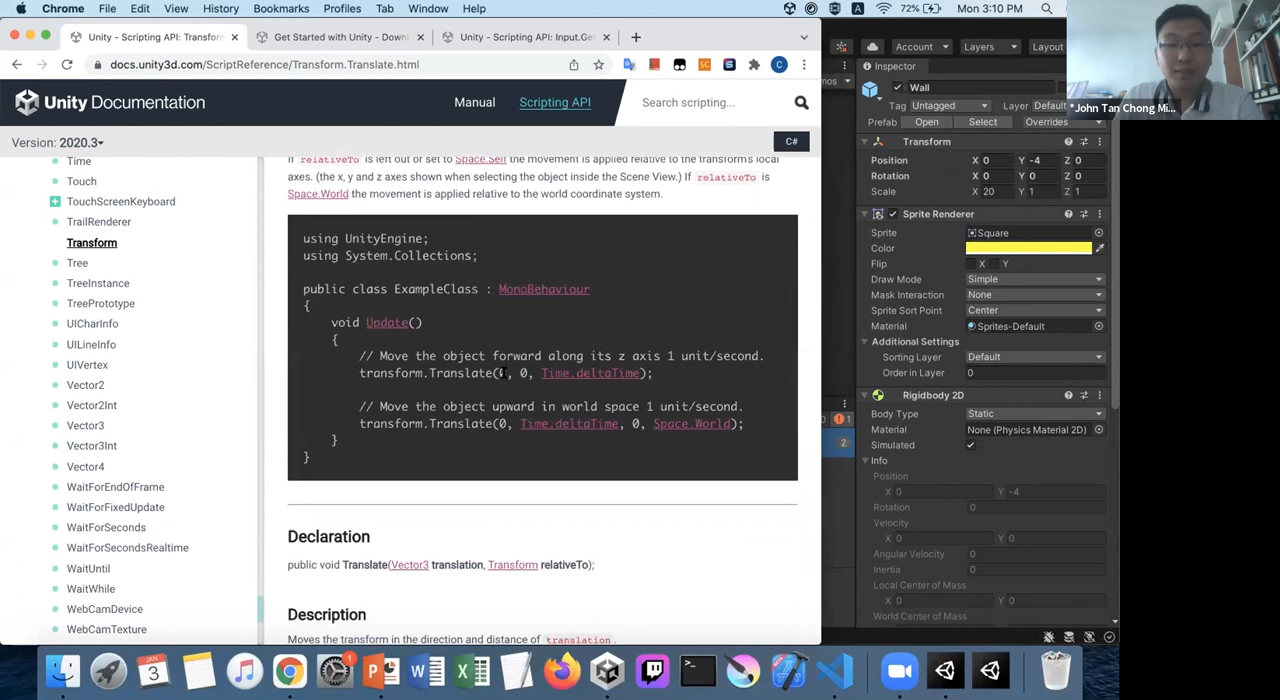 Chrome File Edit View History Bookmarks Profiles Tab Window Help
A 72% Mon 3:10 PM
Unity - Scripting API: Transform
Get Started with Unity - Downl
Unity - Scripting API: Input.Get
docs.unity3d.com/ScriptReference/Transform.Translate.html
C
Unity Documentation
Manual
Scripting API
Search scripting...
Version: 2020.3
C#
Time
Touch
TouchScreenKeyboard
TrailRenderer
Transform
Tree
TreeInstance
TreePrototype
UICharInfo
UILineInfo
UIVertex
Vector2
Vector2Int
Vector3
Vector3Int
Vector4
WaitForEndOfFrame
WaitForFixedUpdate
WaitForSeconds
WaitForSecondsRealtime
WaitUntil
WaitWhile
WebCamDevice
WebCamTexture
If relativeTo is left out or set to Space.Self the movement is applied relative to the transform's local
axes. (the x, y and z axes shown when selecting the object inside the Scene View.) If relativeTo is
Space.World the movement is applied relative to the world coordinate system.
using UnityEngine;
using System.Collections;
public class ExampleClass : MonoBehaviour
{
void Update()
{
// Move the object forward along its z axis 1 unit/second.
transform.Translate(0, 0, Time.deltaTime);
// Move the object upward in world space 1 unit/second.
transform.Translate(0, Time.deltaTime, 0, Space.World);
}
}
Declaration
public void Translate(Vector3 translation, Transform relativeTo);
Description
Moves the transform in the direction and distance of translation.
Account
Layers
Layout
Inspector
Wall
Tag Untagged Layer Default
Prefab Open Select Overrides
Transform
Position X 0 Y -4 Z 0
Rotation X 0 Y 0 Z 0
Scale X 20 Y 1 Z 1
Sprite Renderer
Sprite Square
Color
Flip X Y
Draw Mode Simple
Mask Interaction None
Sprite Sort Point Center
Material Sprites-Default
Additional Settings
Sorting Layer Default
Order in Layer 0
Rigidbody 2D
Body Type Static
Material None (Physics Material 2D)
Simulated
Info
Position
X 0 Y -4
Rotation 0
Velocity
X 0 Y 0
Angular Velocity 0
Inertia 0
Local Center of Mass
X 0 Y 0
World Center of Mass
mos
0 1
2
*John Tan Chong Mi...
JAN
3
1